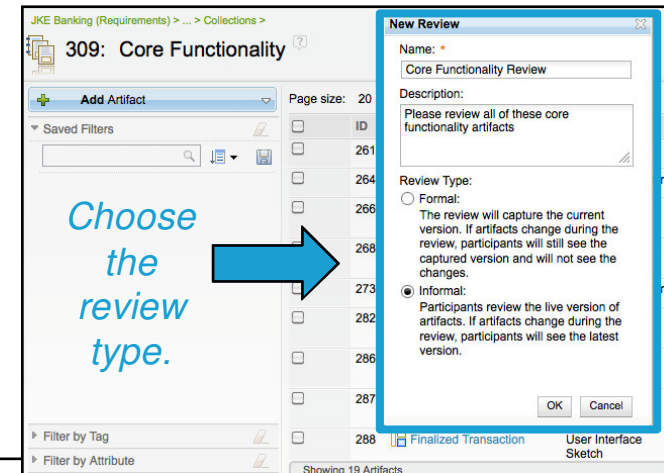 JKE Banking (Requirements) > ... > Collections >
309: Core Functionality
?
Add Artifact
Saved Filters
Filter by Tag
Filter by Attribute
Choose
the
review
type.
Page size: 20
ID
261
264
266
268
273
282
286
287
288 Finalized Transaction User Interface
Sketch
Showing 19 Artifacts
New Review
Name: *
Core Functionality Review
Description:
Please review all of these core
functionality artifacts
Review Type:
Formal:
The review will capture the current
version. If artifacts change during the
review, participants will still see the
captured version and will not see the
changes.
Informal:
Participants review the live version of
artifacts. If artifacts change during the
review, participants will see the latest
version.
OK Cancel